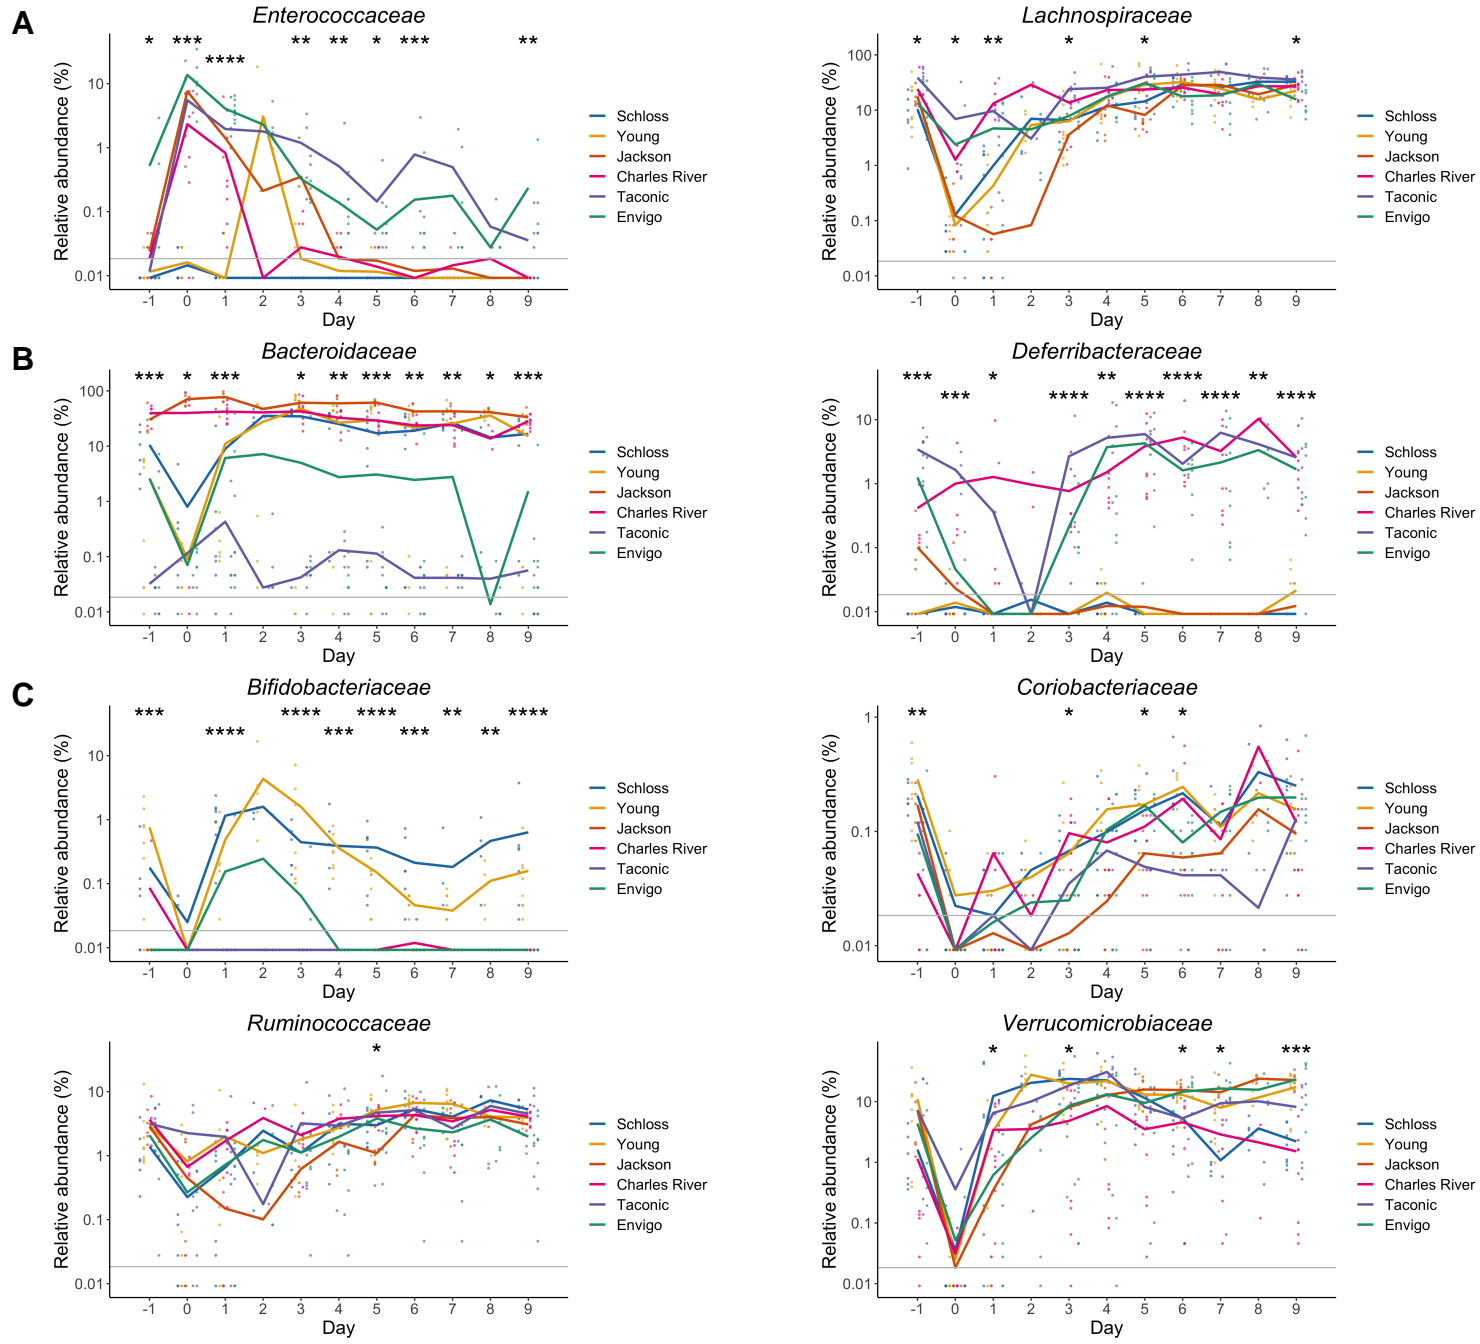 A
Enterococcaceae
* *** **** ** ** * *** **
Relative abundance (%)
10
1
0.1
0.01
-1 0 1 2 3 4 5 6 7 8 9
Day
Schloss
Young
Jackson
Charles River
Taconic
Envigo
Lachnospiraceae
* * ** * * *
Relative abundance (%)
100
10
1
0.1
0.01
-1 0 1 2 3 4 5 6 7 8 9
Day
Schloss
Young
Jackson
Charles River
Taconic
Envigo
B
Bacteroidaceae
*** * *** * ** *** ** ** * ***
Relative abundance (%)
100
10
1
0.1
0.01
-1 0 1 2 3 4 5 6 7 8 9
Day
Schloss
Young
Jackson
Charles River
Taconic
Envigo
Deferribacteraceae
*** * ** **** **
*** **** **** **** ****
Relative abundance (%)
10
1
0.1
0.01
-1 0 1 2 3 4 5 6 7 8 9
Day
Schloss
Young
Jackson
Charles River
Taconic
Envigo
C
Bifidobacteriaceae
*** **** **** ** ****
**** *** *** **
Relative abundance (%)
10
1
0.1
0.01
-1 0 1 2 3 4 5 6 7 8 9
Day
Schloss
Young
Jackson
Charles River
Taconic
Envigo
Coriobacteriaceae
** * * *
Relative abundance (%)
1
0.1
0.01
-1 0 1 2 3 4 5 6 7 8 9
Day
Schloss
Young
Jackson
Charles River
Taconic
Envigo
Ruminococcaceae
*
Relative abundance (%)
10
1
0.1
0.01
-1 0 1 2 3 4 5 6 7 8 9
Day
Schloss
Young
Jackson
Charles River
Taconic
Envigo
Verrucomicrobiaceae
* * * * ***
Relative abundance (%)
10
1
0.1
0.01
-1 0 1 2 3 4 5 6 7 8 9
Day
Schloss
Young
Jackson
Charles River
Taconic
Envigo